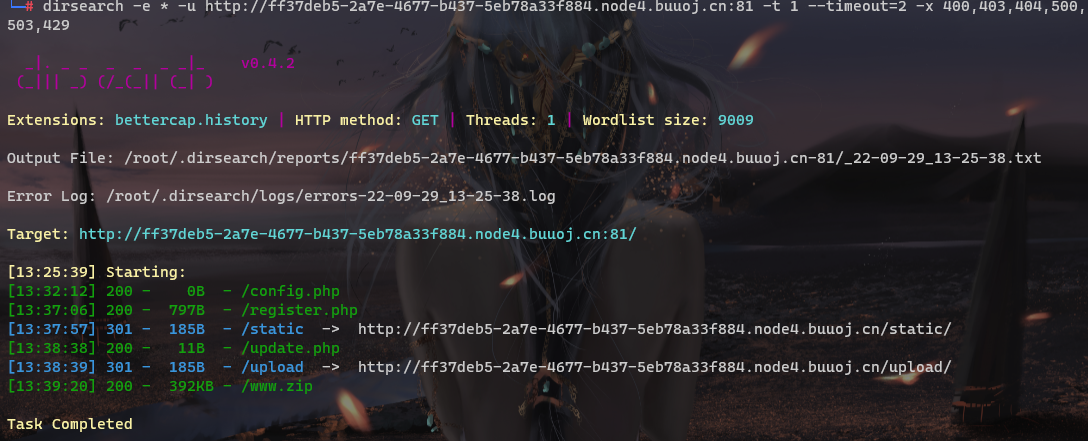 └─# dirsearch -e * -u http://ff37deb5-2a7e-4677-b437-5eb78a33f884.node4.buuoj.cn:81 -t 1 --timeout=2 -x 400,403,404,500,
503,429
_|. _ _  _  _  _ _|_    v0.4.2
(_||| _) (/_(_|| (_| )
Extensions: bettercap.history | HTTP method: GET | Threads: 1 | Wordlist size: 9009
Output File: /root/.dirsearch/reports/ff37deb5-2a7e-4677-b437-5eb78a33f884.node4.buuoj.cn-81/_22-09-29_13-25-38.txt
Error Log: /root/.dirsearch/logs/errors-22-09-29_13-25-38.log
Target: http://ff37deb5-2a7e-4677-b437-5eb78a33f884.node4.buuoj.cn:81/
[13:25:39] Starting:
[13:32:12] 200 -    0B  - /config.php
[13:37:06] 200 -  797B  - /register.php
[13:37:57] 301 -  185B  - /static  ->  http://ff37deb5-2a7e-4677-b437-5eb78a33f884.node4.buuoj.cn/static/
[13:38:38] 200 -   11B  - /update.php
[13:38:39] 301 -  185B  - /upload  ->  http://ff37deb5-2a7e-4677-b437-5eb78a33f884.node4.buuoj.cn/upload/
[13:39:20] 200 -  392KB - /www.zip
Task Completed